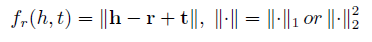 f_r(h, t) = ‖h − r + t‖, ‖·‖ = ‖·‖_1 or ‖·‖_2^2